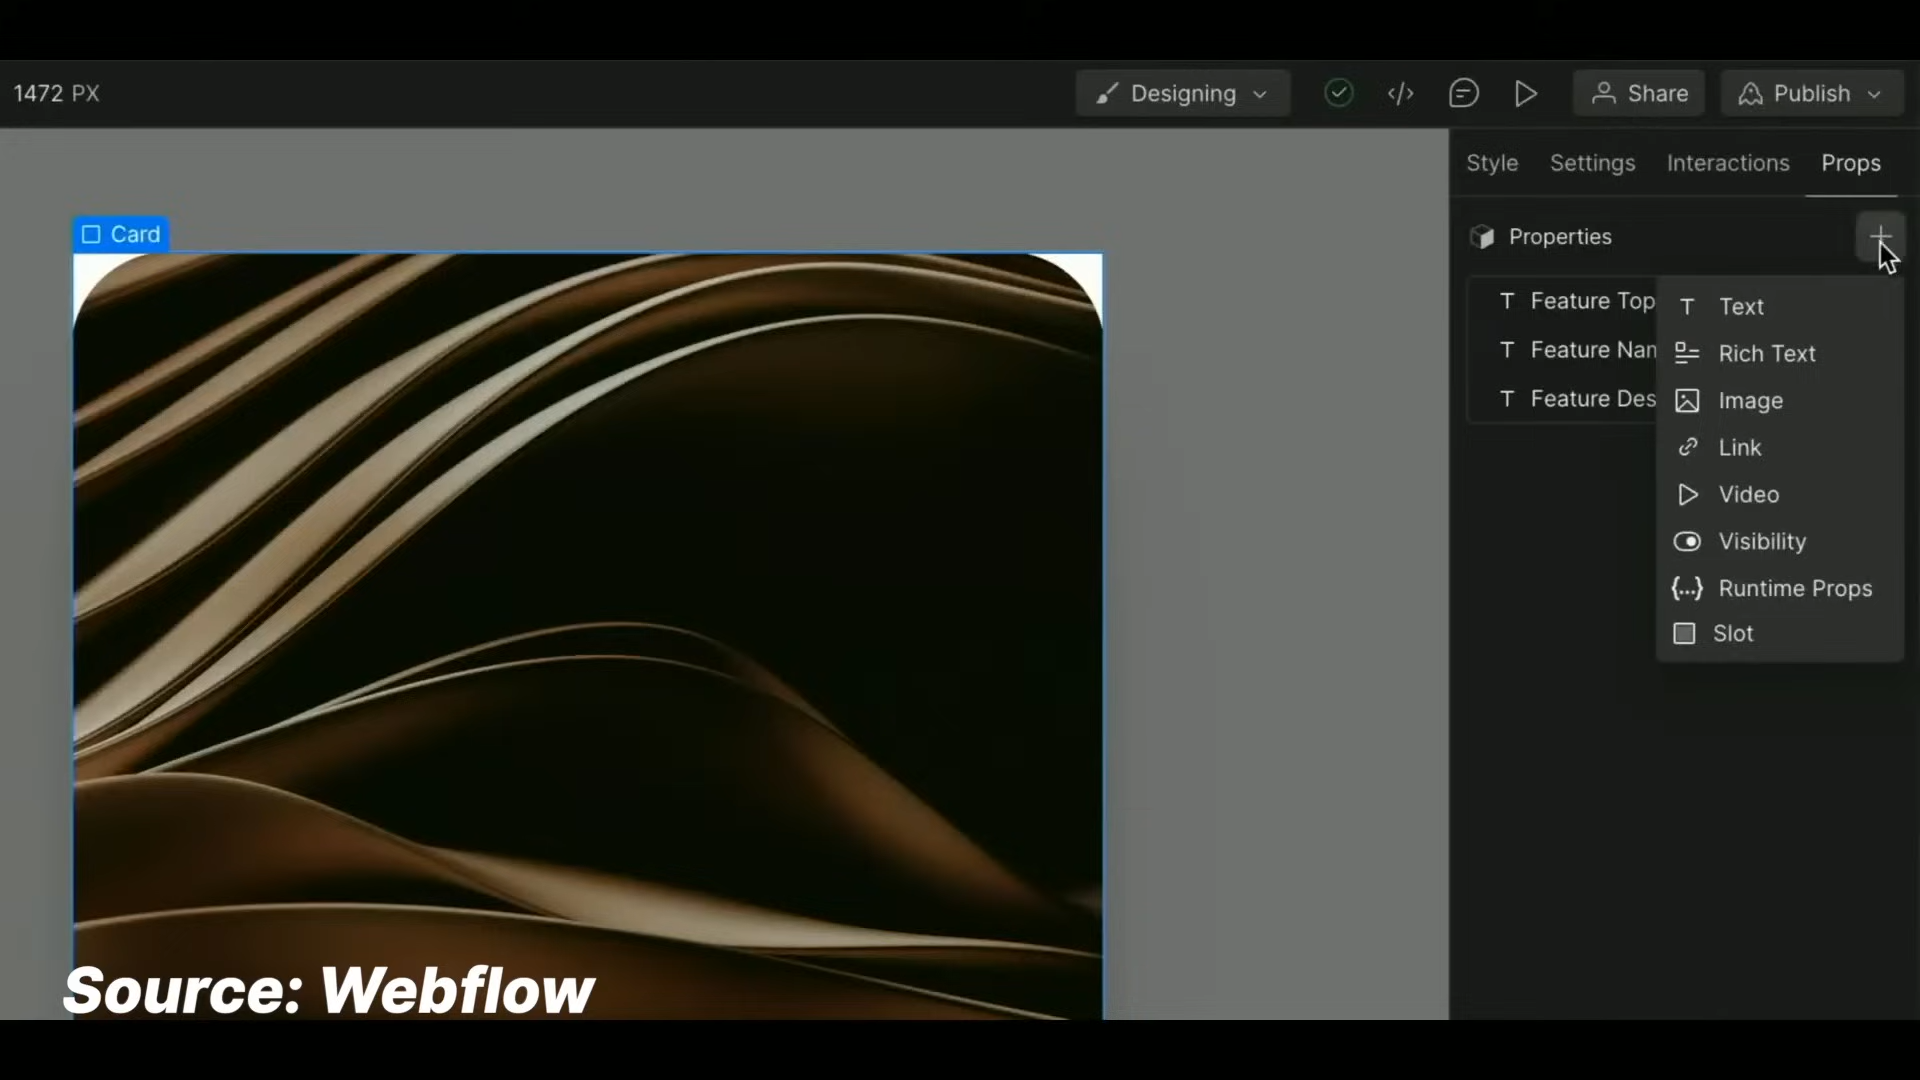 1472 PX
Designing
Share
Publish
Style
Settings
Interactions
Props
Card
Properties
T Feature Top
T Feature Nam
T Feature Des
T Text
Rich Text
Image
Link
Video
Visibility
{...} Runtime Props
Slot
Source: Webflow